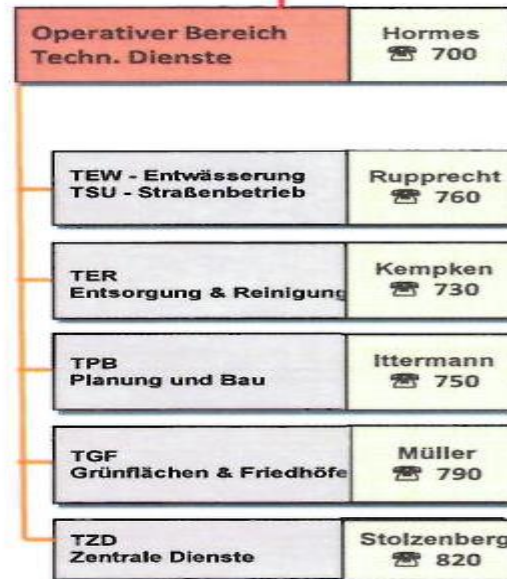 Operativer Bereich
Techn. Dienste
Hormes
☎ 700
TEW - Entwässerung
TSU - Straßenbetrieb
Rupprecht
☎ 760
TER
Entsorgung & Reinigung
Kempken
☎ 730
TPB
Planung und Bau
Ittermann
☎ 750
TGF
Grünflächen & Friedhöfe
Müller
☎ 790
TZD
Zentrale Dienste
Stolzenberg
☎ 820